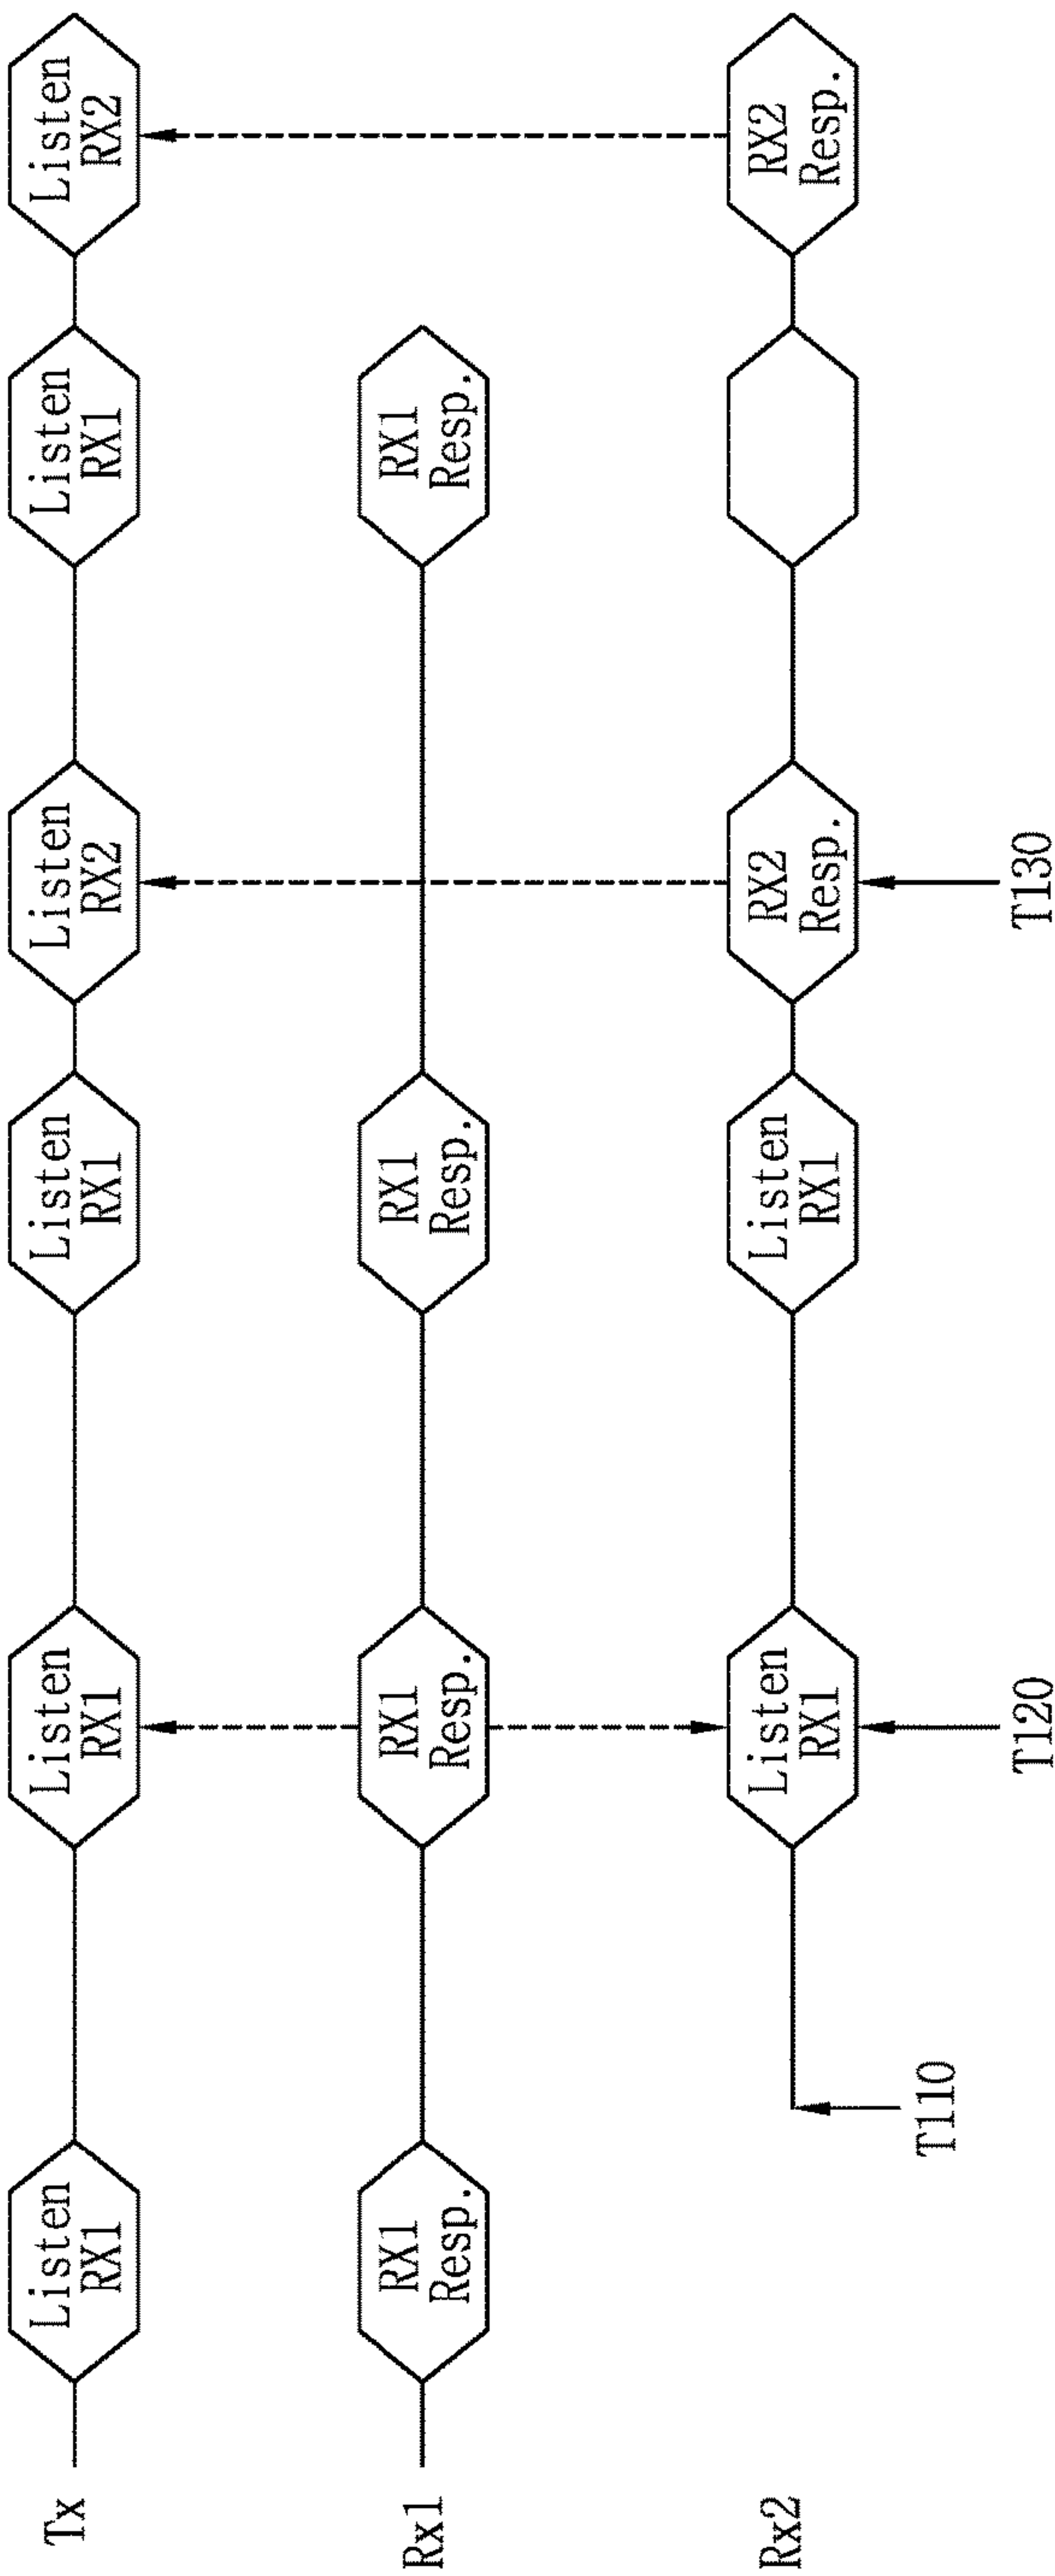 Tx
Listen
RX1
Listen
RX1
Listen
RX1
Listen
RX2
Listen
RX1
Listen
RX2
Rx1
RX1
Resp.
RX1
Resp.
RX1
Resp.
RX1
Resp.
Rx2
Listen
RX1
Listen
RX1
RX2
Resp.
RX2
Resp.
T110
T120
T130